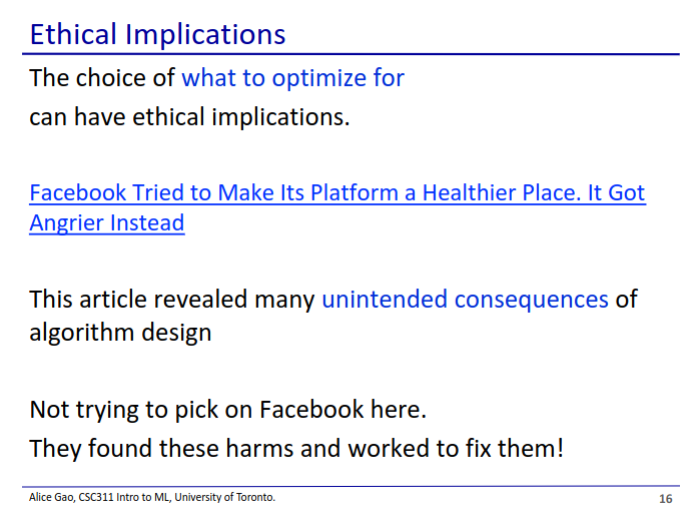 Ethical Implications
The choice of what to optimize for
can have ethical implications.
Facebook Tried to Make Its Platform a Healthier Place. It Got
Angrier Instead
This article revealed many unintended consequences of
algorithm design
Not trying to pick on Facebook here.
They found these harms and worked to fix them!
Alice Gao, CSC311 Intro to ML, University of Toronto.
16